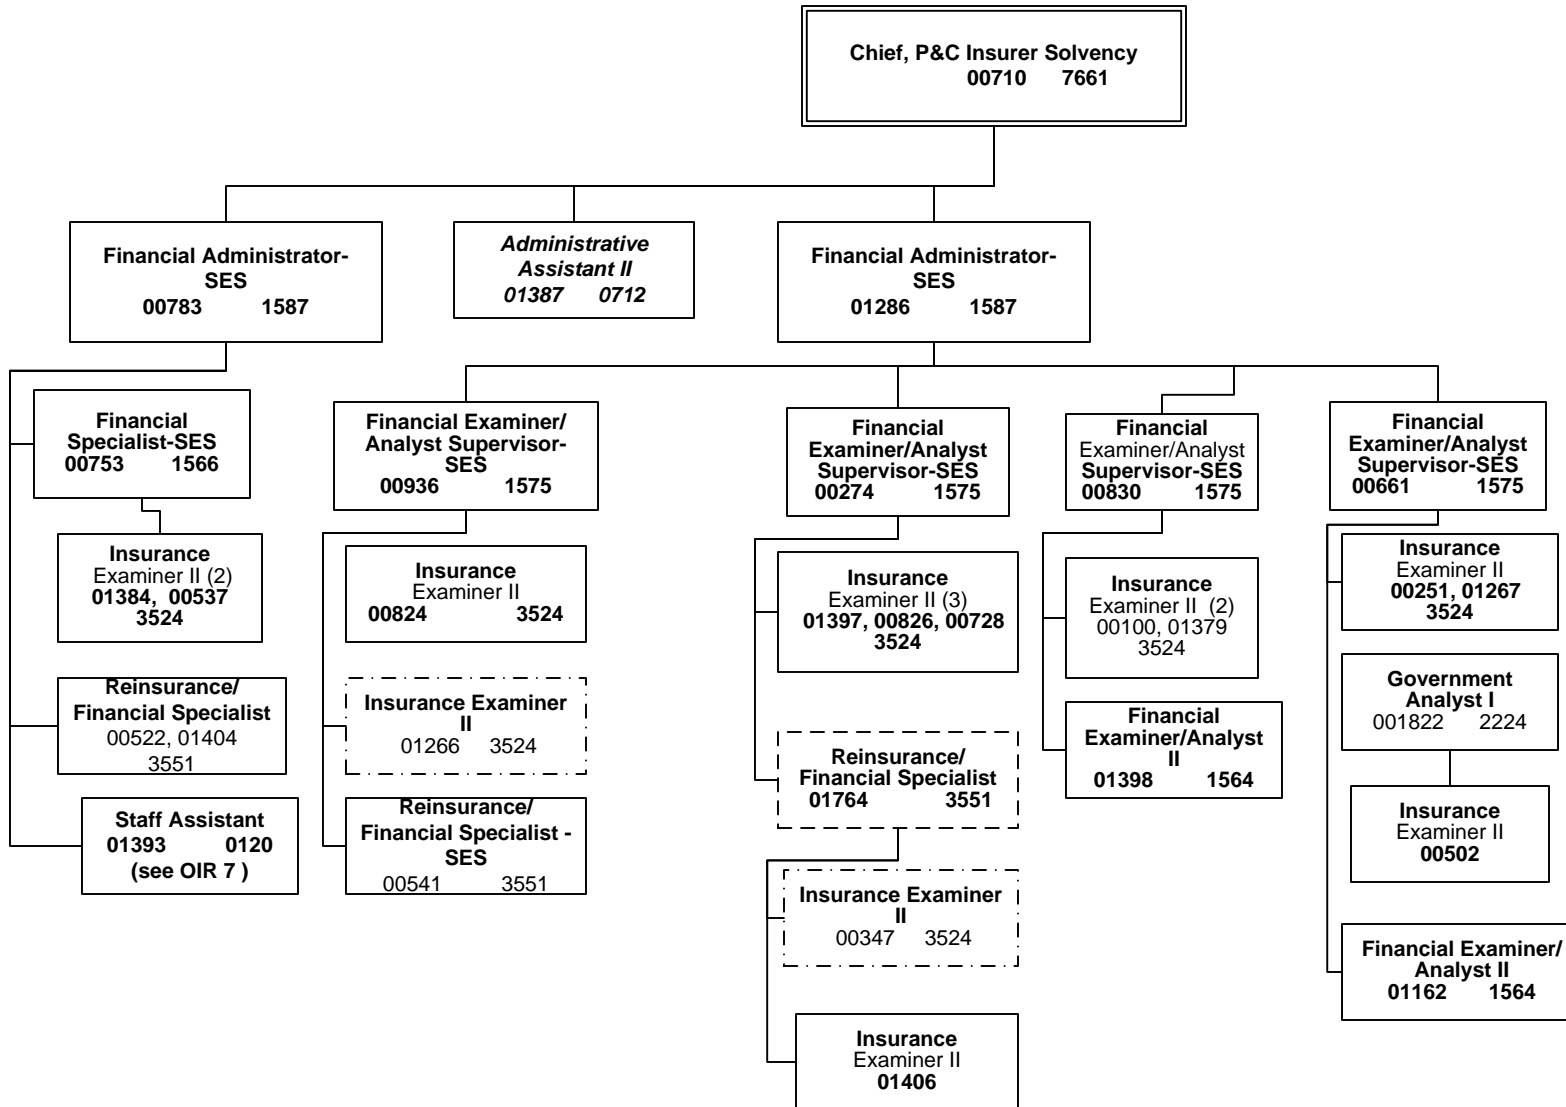 Chief, P&C Insurer Solvency
00710 7661
Financial Administrator-
SES
00783 1587
Administrative
Assistant II
01387 0712
Financial Administrator-
SES
01286 1587
Financial
Specialist-SES
00753 1566
Insurance
Examiner II (2)
01384, 00537
3524
Reinsurance/
Financial Specialist
00522, 01404
3551
Staff Assistant
01393 0120
(see OIR 7 )
Financial Examiner/
Analyst Supervisor-
SES
00936 1575
Insurance
Examiner II
00824 3524
Insurance Examiner
II
01266 3524
Reinsurance/
Financial Specialist -
SES
00541 3551
Financial
Examiner/Analyst
Supervisor-SES
00274 1575
Insurance
Examiner II (3)
01397, 00826, 00728
3524
Reinsurance/
Financial Specialist
01764 3551
Insurance Examiner
II
00347 3524
Insurance
Examiner II
01406
Financial
Examiner/Analyst
Supervisor-SES
00830 1575
Insurance
Examiner II (2)
00100, 01379
3524
Financial
Examiner/Analyst
II
01398 1564
Financial
Examiner/Analyst
Supervisor-SES
00661 1575
Insurance
Examiner II
00251, 01267
3524
Government
Analyst I
001822 2224
Insurance
Examiner II
00502
Financial Examiner/
Analyst II
01162 1564